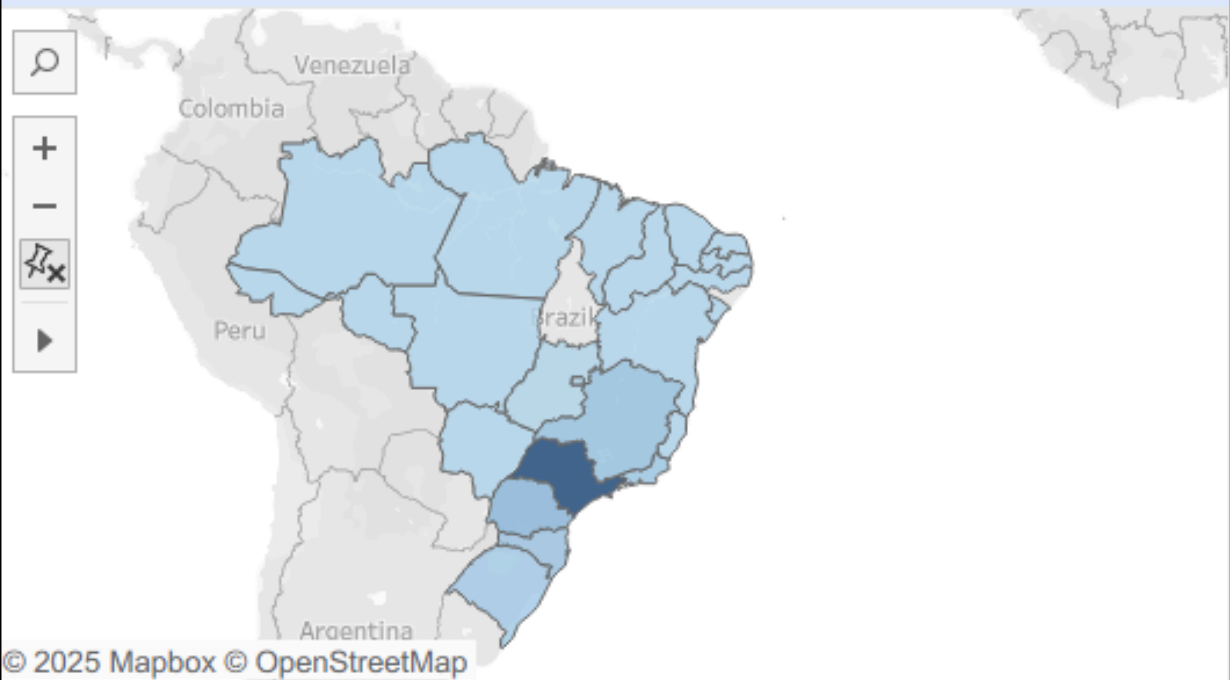 Venezuela
Colombia
Brazil
Peru
Argentina
© 2025 Mapbox © OpenStreetMap